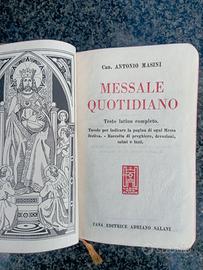 Can. ANTONIO MASINI
MESSALE
QUOTIDIANO
Testo latino completo.
Tavole per indicare la pagina di ogni Messa
festiva. - Raccolta di preghiere, devozioni,
salmi e inni.
CASA EDITRICE ADRIANO SALANI